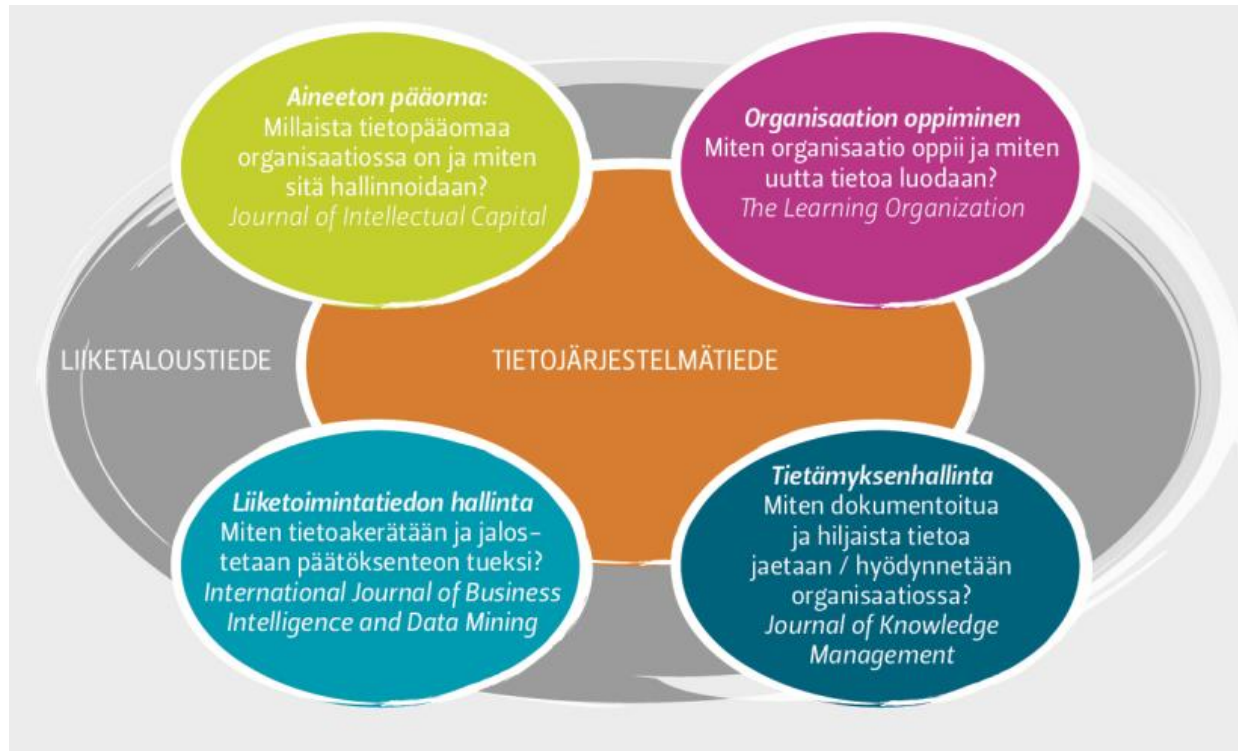 Aineeton pääoma:
Millaista tietopääomaa
organisaatiossa on ja miten
sitä hallinnoidaan?
Journal of Intellectual Capital
Organisaation oppiminen
Miten organisaatio oppii ja miten
uutta tietoa luodaan?
The Learning Organization
LIIKETALOUSTIEDE
TIETOJÄRJESTELMÄTIEDE
Liiketoimintatiedon hallinta
Miten tietoakerätään ja jalos-
tetaan päätöksenteon tueksi?
International Journal of Business
Intelligence and Data Mining
Tietämyksenhallinta
Miten dokumentoitua
ja hiljaista tietoa
jaetaan / hyödynnetään
organisaatiossa?
Journal of Knowledge
Management